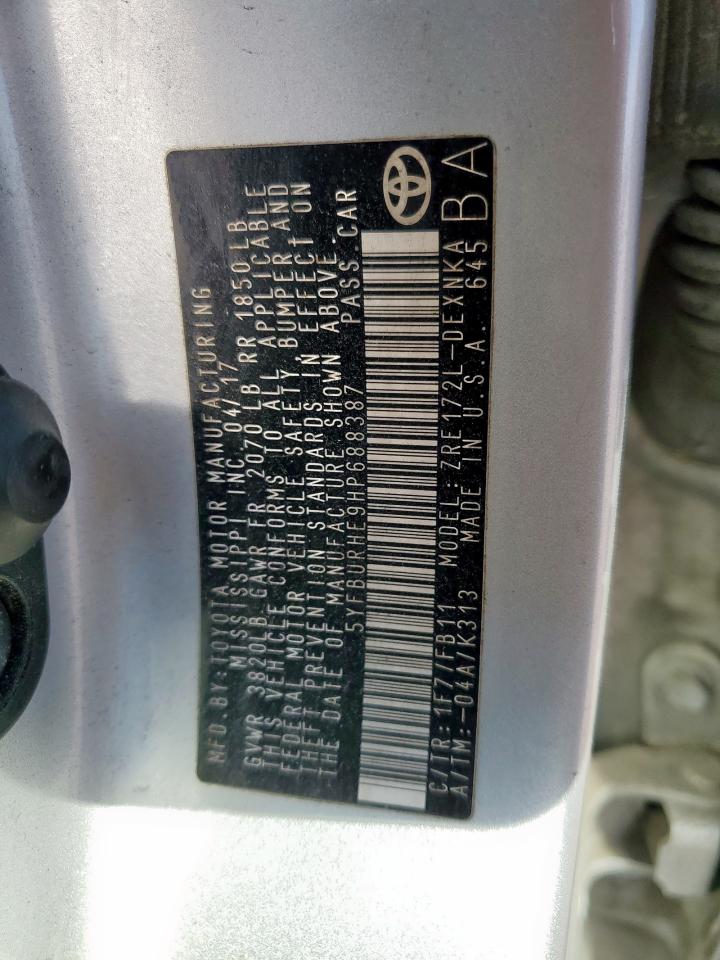 MFD.BY:TOYOTA MOTOR MANUFACTURING
MISSISSIPPI INC.04/17
GVWR 3820LB GAWR FR 2070 LB RR 1850LB
THIS VEHICLE CONFORMS TO ALL APPLICABLE
FEDERAL MOTOR VEHICLE SAFETY, BUMPER AND
THEFT PREVENTION STANDARDS IN EFFECT ON
THE DATE OF MANUFACTURE SHOWN ABOVE.
5YFBURHE9HP688387 PASS.CAR
C/TR:1F7/FB11 MODEL:ZRE172L-DEXNKA
A/TM:-04A/K313 MADE IN U.S.A. 645 BA